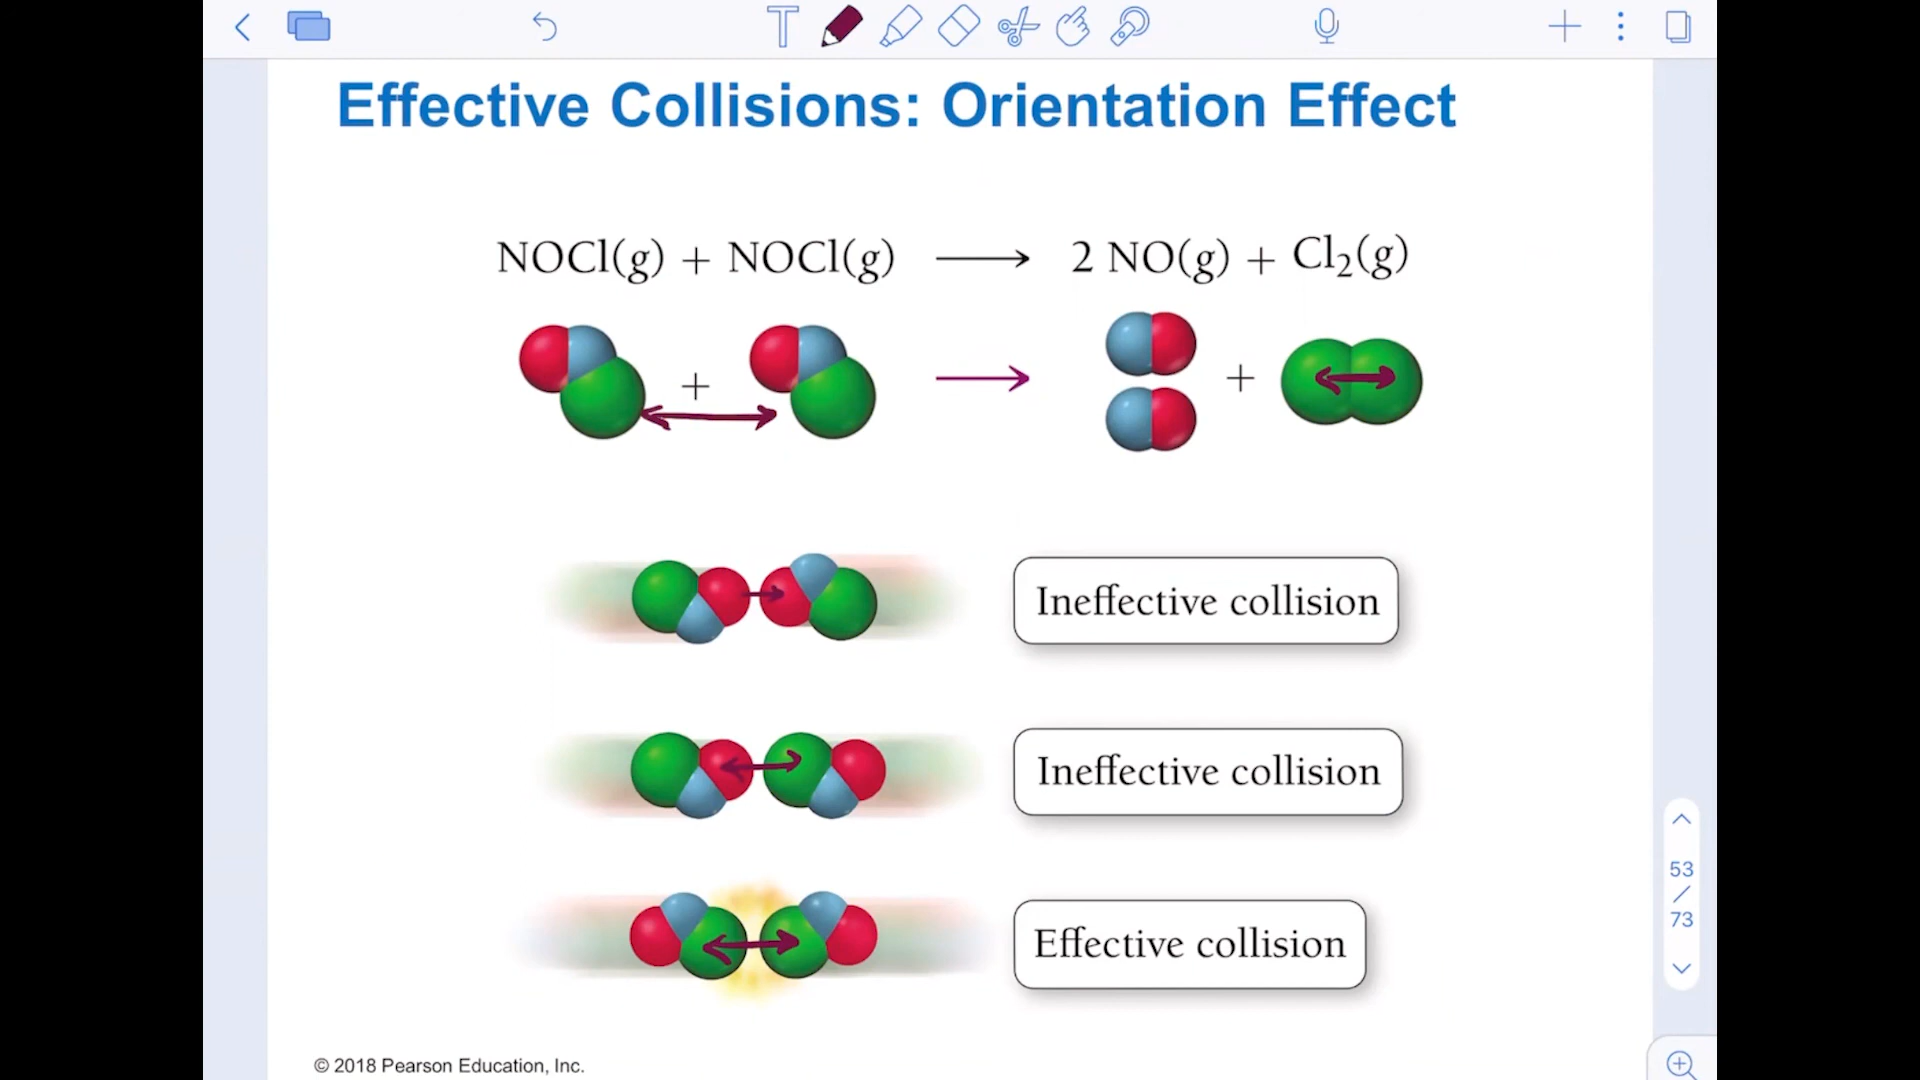 T
Effective Collisions: Orientation Effect
NOCl(g) + NOCl(g) → 2 NO(g) + Cl₂(g)
+ → +
Ineffective collision
Ineffective collision
Effective collision
53
/
73
© 2018 Pearson Education, Inc.